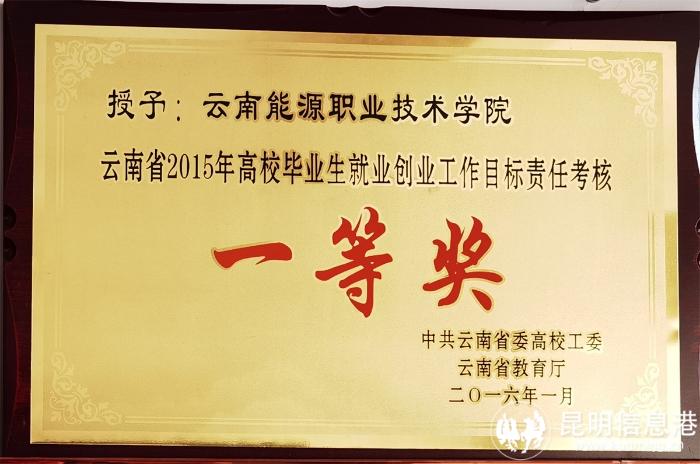 授予：云南能源职业技术学院
云南省2015年高校毕业生就业创业工作目标责任考核
一等奖
中共云南省委高校工委
云南省教育厅
二〇一六年一月
昆明信息港